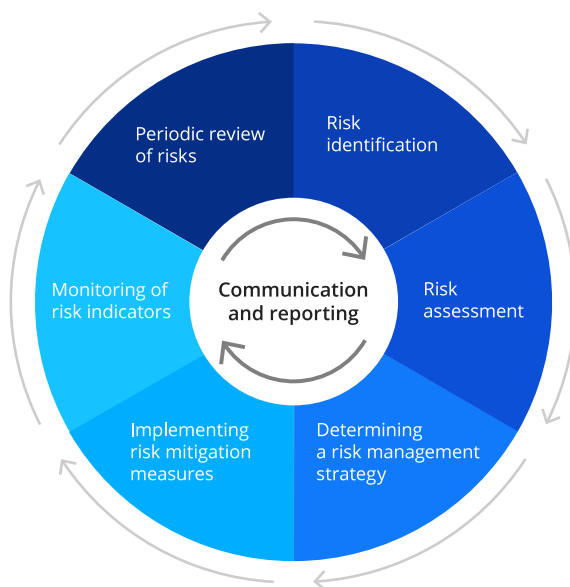 Periodic review
of risks
Risk
identification
Risk
assessment
Determining
a risk management
strategy
Implementing
risk mitigation
measures
Monitoring of
risk indicators
Communication
and reporting